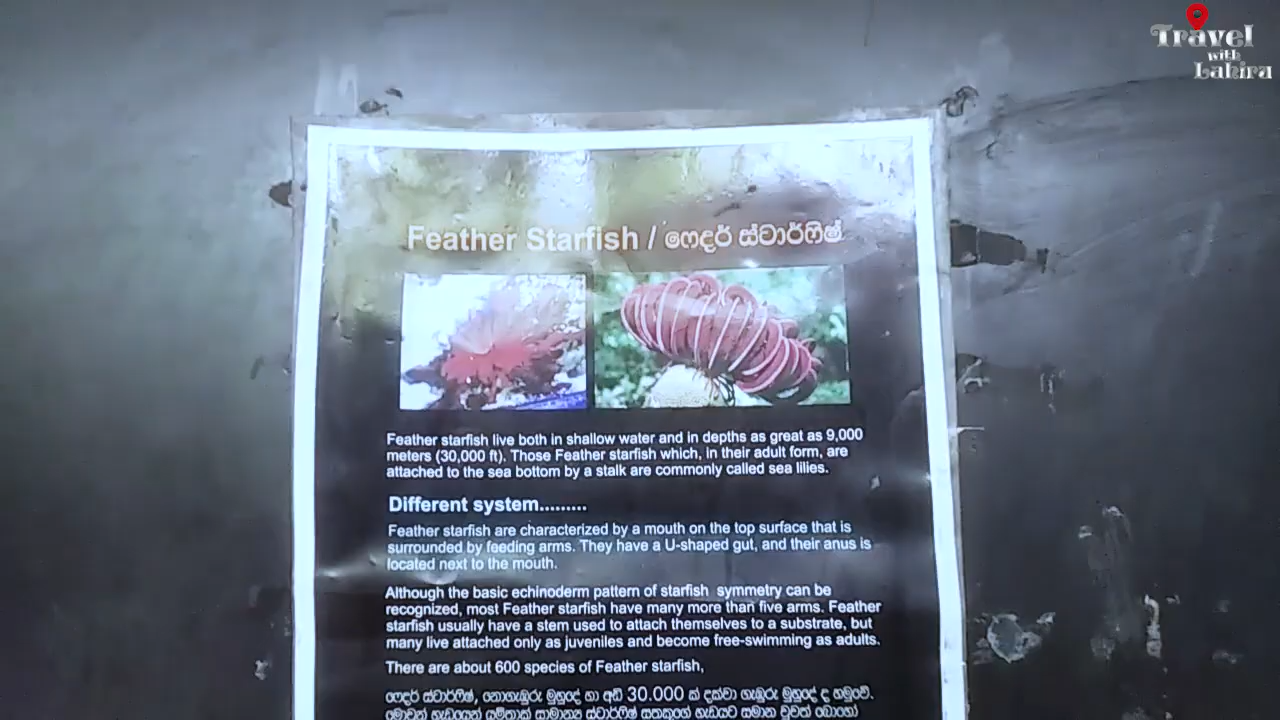 Travel
with
Lahira
Feather Starfish / ෆෙදර් ස්ටාර්ෆිෂ්
Feather starfish live both in shallow water and in depths as great as 9,000
meters (30,000 ft). Those Feather starfish which, in their adult form, are
attached to the sea bottom by a stalk are commonly called sea lilies.
Different system.........
Feather starfish are characterized by a mouth on the top surface that is
surrounded by feeding arms. They have a U-shaped gut, and their anus is
located next to the mouth.
Although the basic echinoderm pattern of starfish symmetry can be
recognized, most Feather starfish have many more than five arms. Feather
starfish usually have a stem used to attach themselves to a substrate, but
many live attached only as juveniles and become free-swimming as adults.
There are about 600 species of Feather starfish,
ෆෙදර් ස්ටාර්ෆිෂ්, නොගැඹුරු මුහුදේ හා අඩි 30.000 ක් දක්වා ගැඹුරු මුහුදේ ද හමුවේ.
මොවුන් හැඩයෙන් යම්තාක් සාමාන්‍ය ස්ටාර්ෆිෂ් සතකුගේ හැඩයට සමාන වුවත් බොහෝ